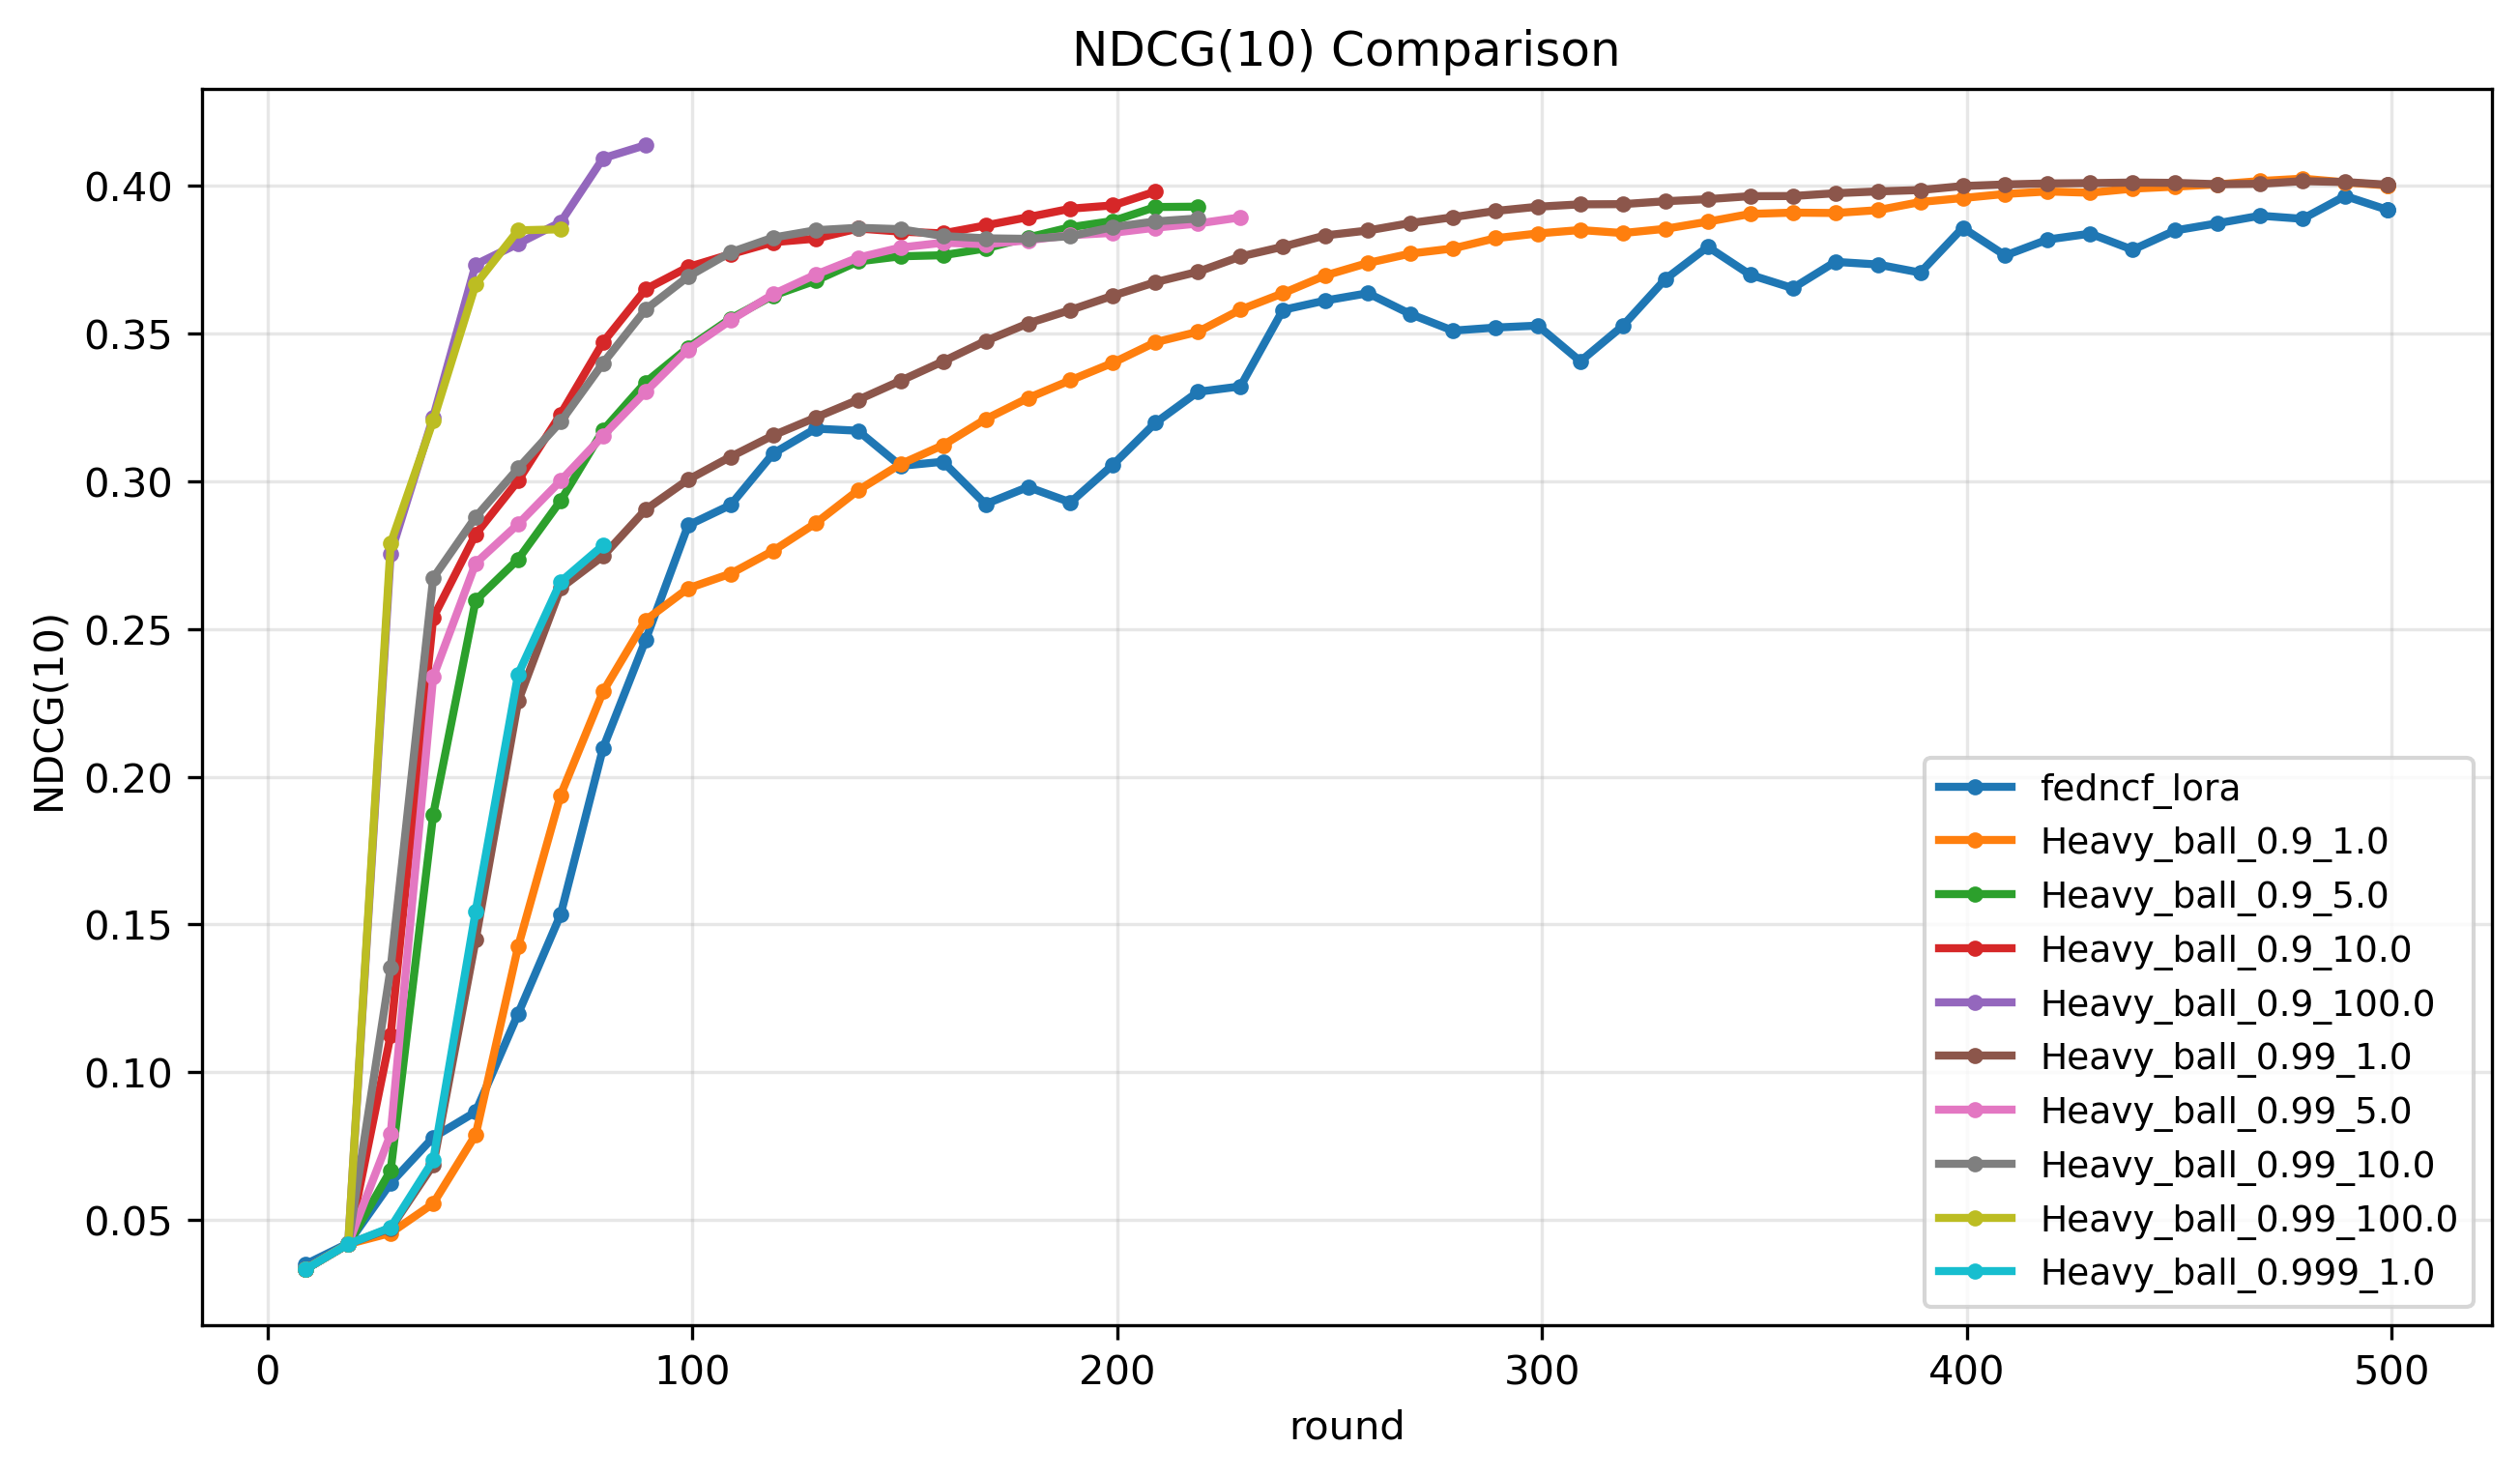 NDCG(10) Comparison
NDCG(10)
0.40
0.35
0.30
0.25
0.20
0.15
0.10
0.05
0
100
200
300
400
500
round
fedncf_lora
Heavy_ball_0.9_1.0
Heavy_ball_0.9_5.0
Heavy_ball_0.9_10.0
Heavy_ball_0.9_100.0
Heavy_ball_0.99_1.0
Heavy_ball_0.99_5.0
Heavy_ball_0.99_10.0
Heavy_ball_0.99_100.0
Heavy_ball_0.999_1.0